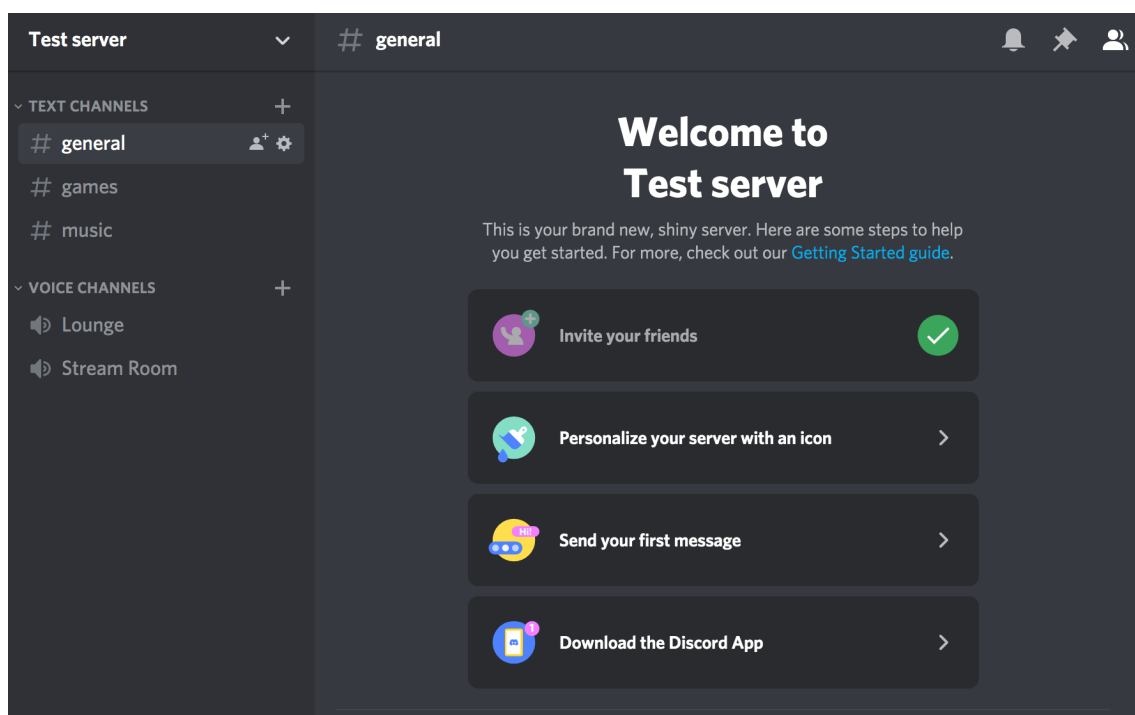 Test server
# general
TEXT CHANNELS
# general
# games
# music
VOICE CHANNELS
Lounge
Stream Room
Welcome to
Test server
This is your brand new, shiny server. Here are some steps to help
you get started. For more, check out our Getting Started guide.
Invite your friends
Personalize your server with an icon
Hi!
Send your first message
1
Download the Discord App